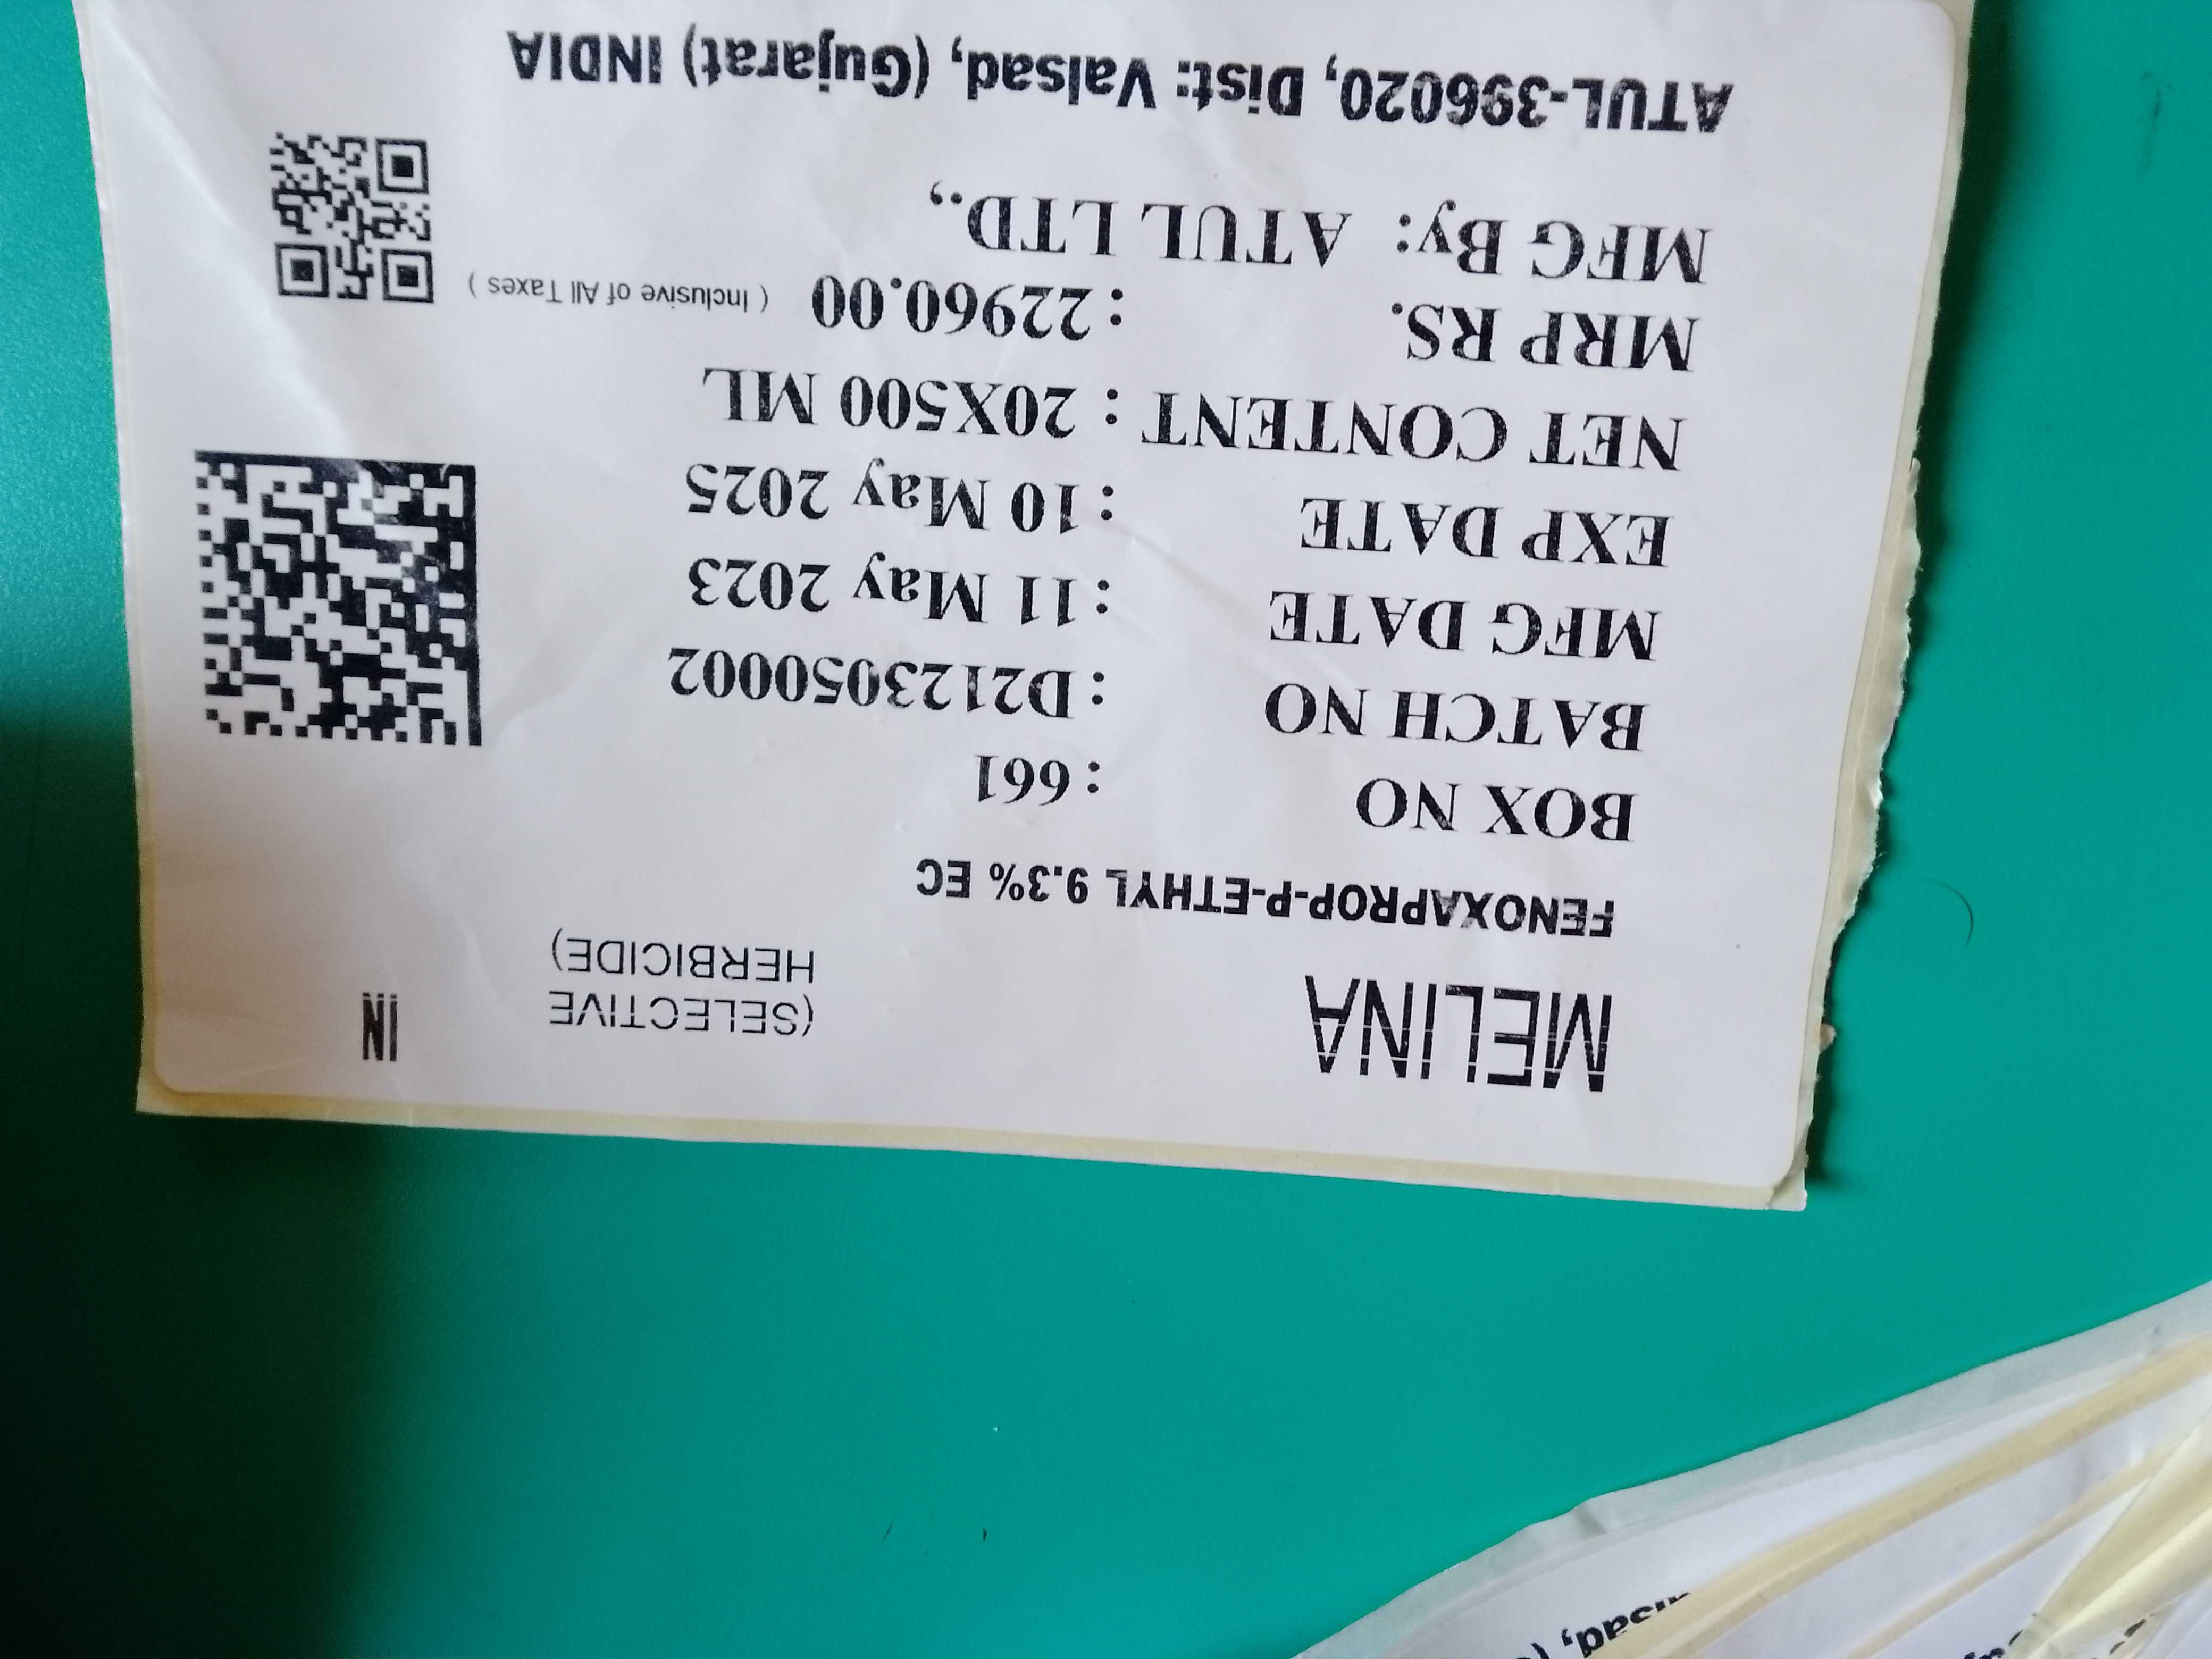 MELINA
(SELECTIVE
HERBICIDE)
IN
FENOXAPROP-P-ETHYL 9.3% EC
BOX NO : 661
BATCH NO : D2123050002
MFG DATE : 11 May 2023
EXP DATE : 10 May 2025
NET CONTENT : 20X500 ML
MRP RS. : 22960.00 ( Inclusive of All Taxes )
MFG By: ATUL LTD.,
ATUL-396020, Dist: Valsad, (Gujarat) INDIA